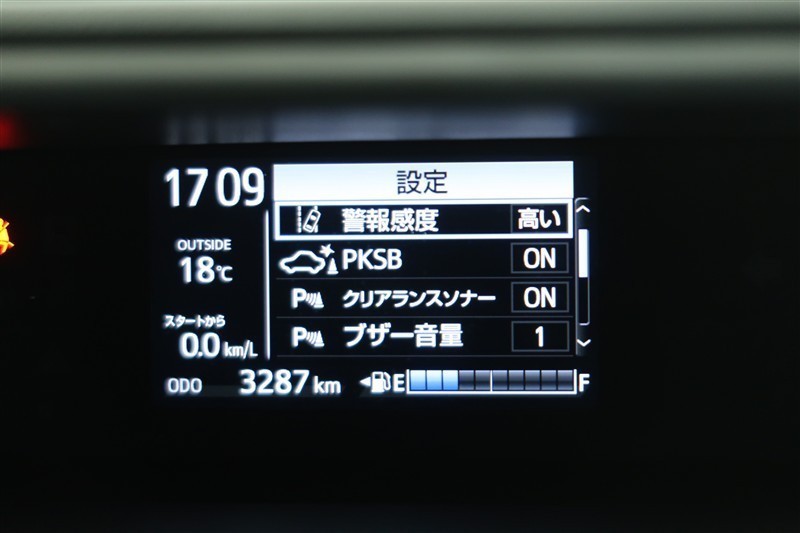 17 09
OUTSIDE
18℃
スタートから
0.0 km/L
設定
警報感度 高い
PKSB ON
P クリアランスソナー ON
P ブザー音量 1
ODO 3287 km E F